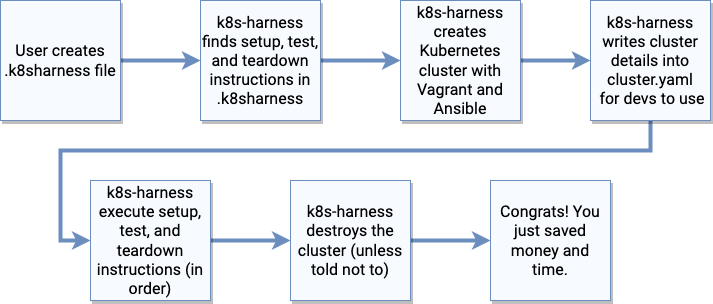 User creates
.k8sharness file
k8s-harness
finds setup, test,
and teardown
instructions in
.k8sharness
k8s-harness
creates
Kubernetes
cluster with
Vagrant and
Ansible
k8s-harness
writes cluster
details into
cluster.yaml
for devs to use
k8s-harness
execute setup,
test, and
teardown
instructions (in
order)
k8s-harness
destroys the
cluster (unless
told not to)
Congrats! You
just saved
money and
time.